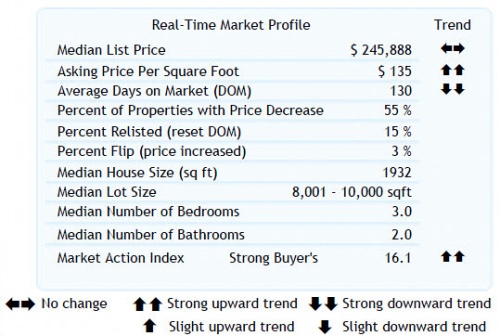 Real-Time Market Profile Trend
Median List Price $ 245,888
Asking Price Per Square Foot $ 135
Average Days on Market (DOM) 130
Percent of Properties with Price Decrease 55 %
Percent Relisted (reset DOM) 15 %
Percent Flip (price increased) 3 %
Median House Size (sq ft) 1932
Median Lot Size 8,001 - 10,000 sqft
Median Number of Bedrooms 3.0
Median Number of Bathrooms 2.0
Market Action Index Strong Buyer's 16.1
No change Strong upward trend Strong downward trend
Slight upward trend Slight downward trend